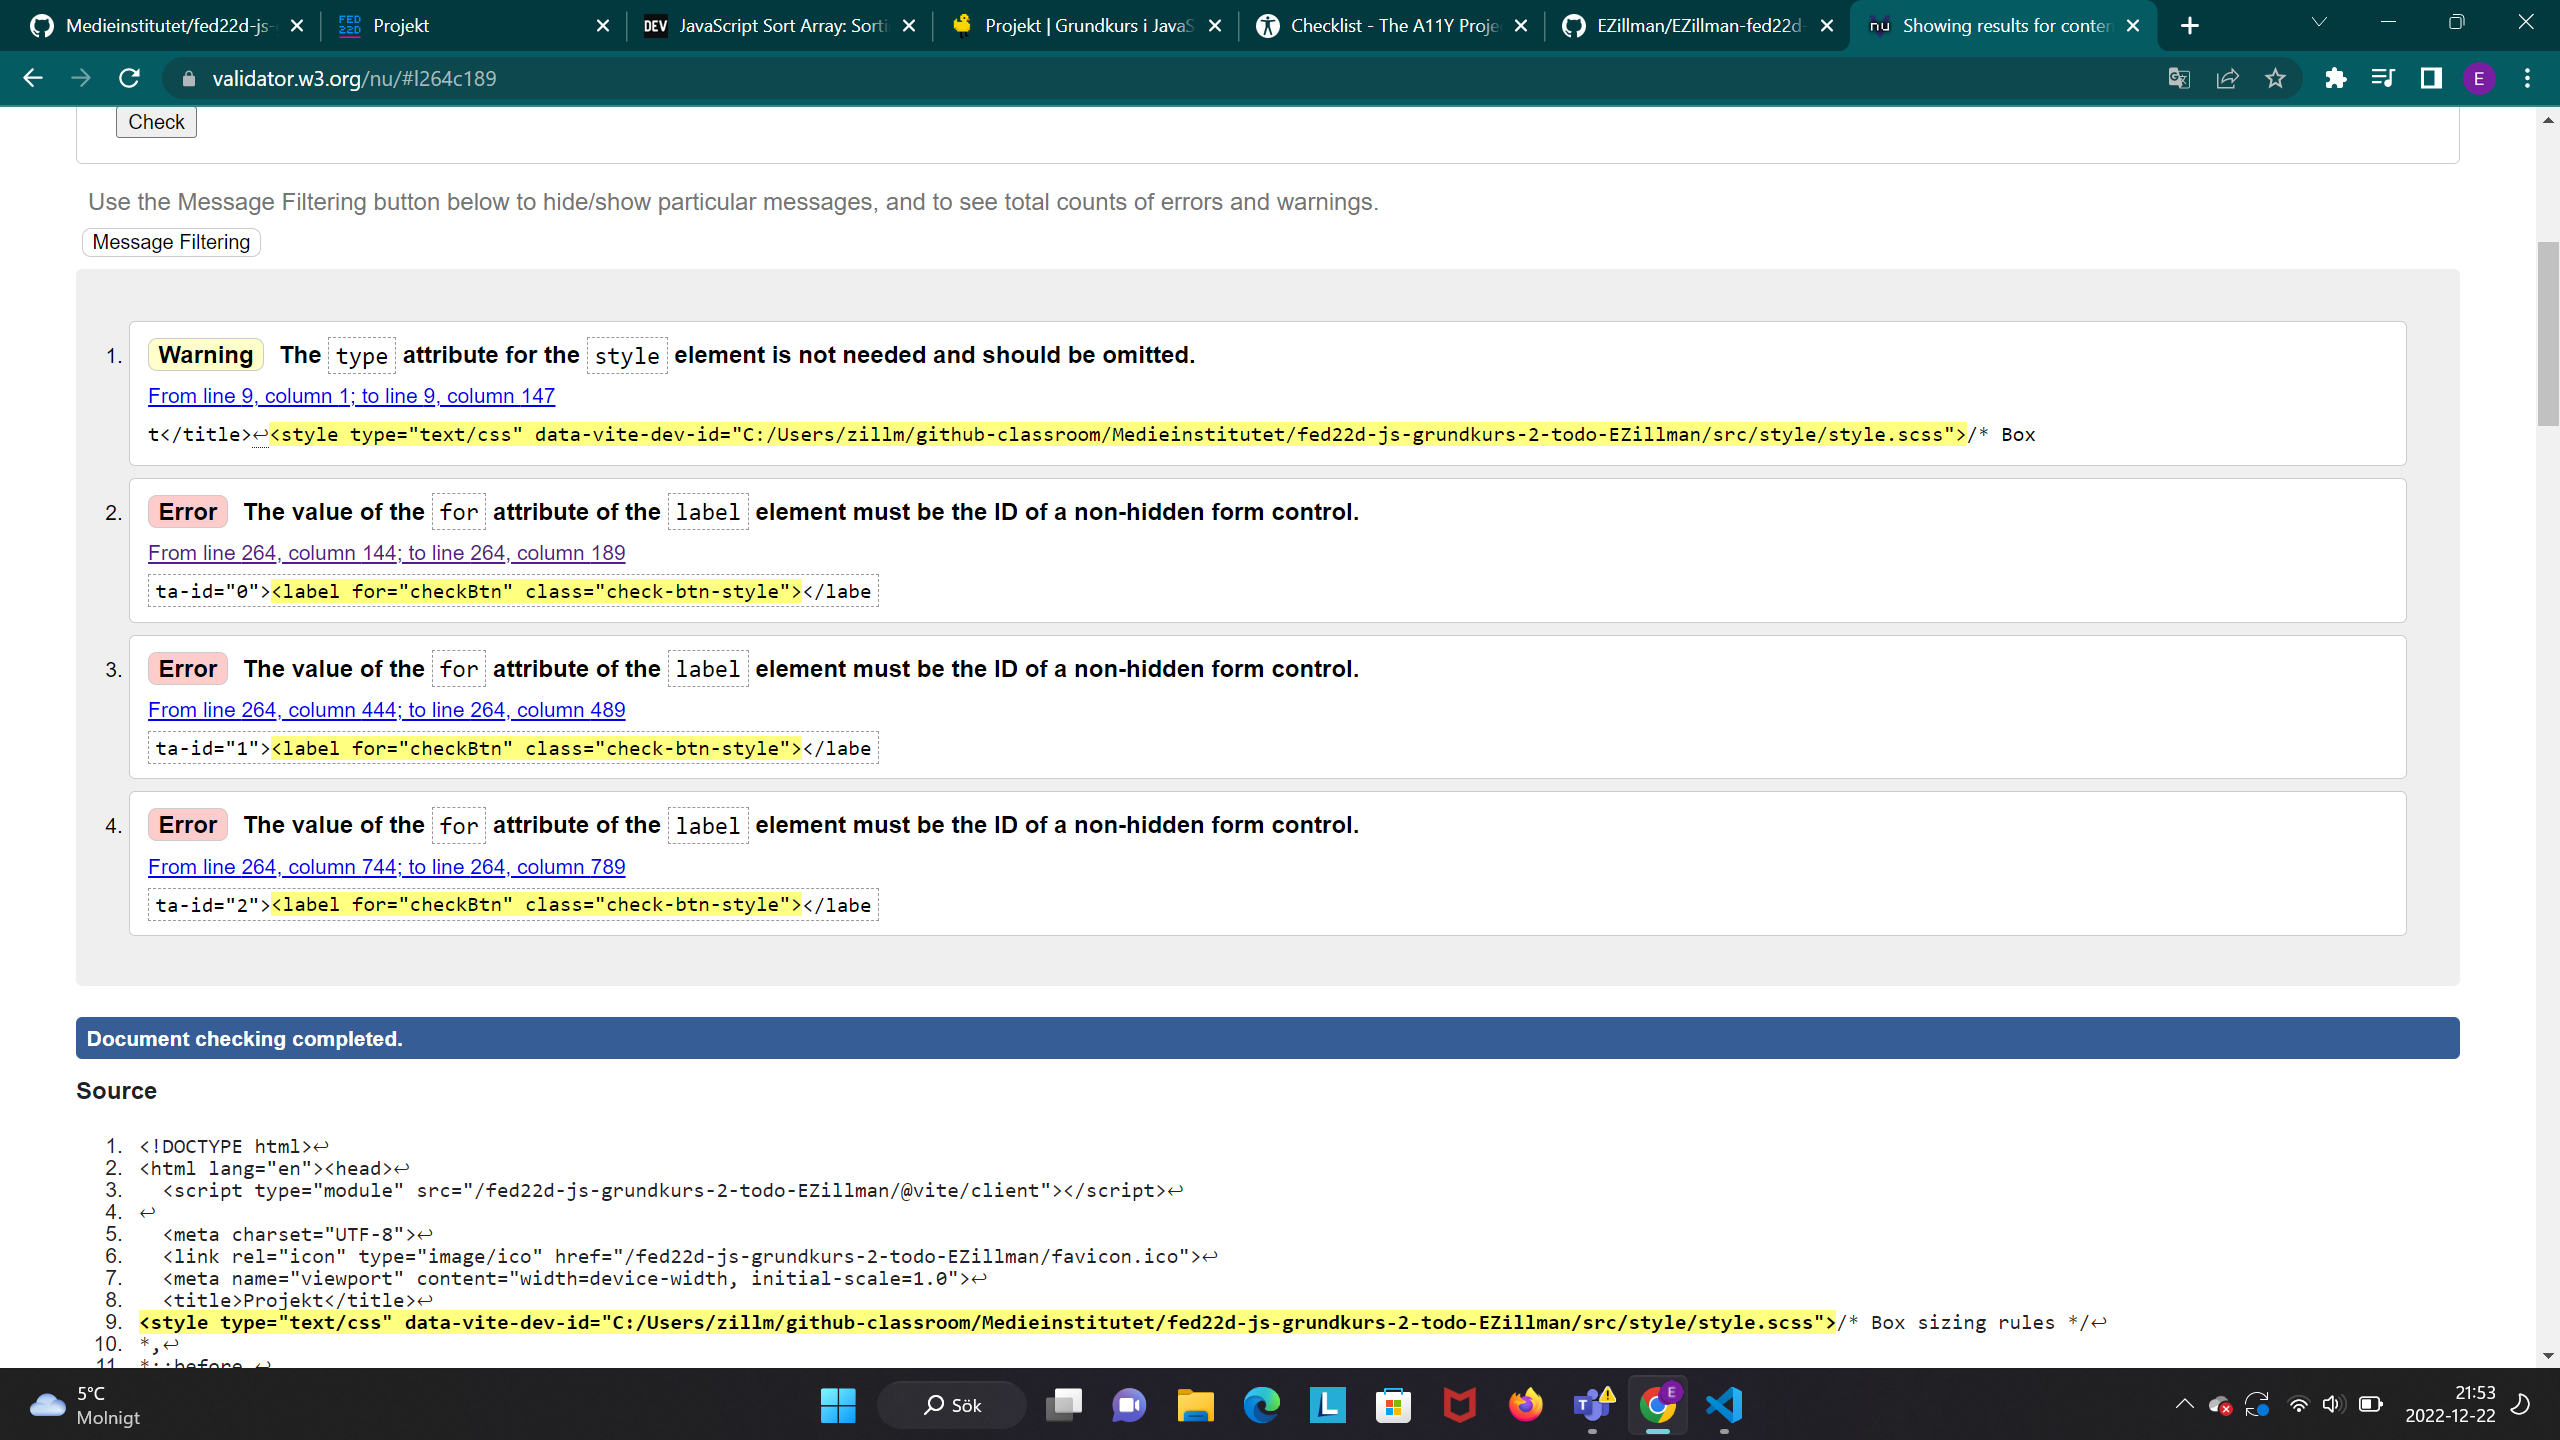 Medieinstitutet/fed22d-js-
Projekt
JavaScript Sort Array: Sorti
Projekt | Grundkurs i JavaS
Checklist - The A11Y Proje
EZillman/EZillman-fed22d-
Showing results for conten
validator.w3.org/nu/#l264c189
E
Check
Use the Message Filtering button below to hide/show particular messages, and to see total counts of errors and warnings.
Message Filtering
1. Warning The type attribute for the style element is not needed and should be omitted.
From line 9, column 1; to line 9, column 147
t</title>↩<style type="text/css" data-vite-dev-id="C:/Users/zillm/github-classroom/Medieinstitutet/fed22d-js-grundkurs-2-todo-EZillman/src/style/style.scss">/* Box
2. Error The value of the for attribute of the label element must be the ID of a non-hidden form control.
From line 264, column 144; to line 264, column 189
ta-id="0"><label for="checkBtn" class="check-btn-style"></labe
3. Error The value of the for attribute of the label element must be the ID of a non-hidden form control.
From line 264, column 444; to line 264, column 489
ta-id="1"><label for="checkBtn" class="check-btn-style"></labe
4. Error The value of the for attribute of the label element must be the ID of a non-hidden form control.
From line 264, column 744; to line 264, column 789
ta-id="2"><label for="checkBtn" class="check-btn-style"></labe
Document checking completed.
Source
1. <!DOCTYPE html>↩
2. <html lang="en"><head>↩
3. <script type="module" src="/fed22d-js-grundkurs-2-todo-EZillman/@vite/client"></script>↩
4. ↩
5. <meta charset="UTF-8">↩
6. <link rel="icon" type="image/ico" href="/fed22d-js-grundkurs-2-todo-EZillman/favicon.ico">↩
7. <meta name="viewport" content="width=device-width, initial-scale=1.0">↩
8. <title>Projekt</title>↩
9. <style type="text/css" data-vite-dev-id="C:/Users/zillm/github-classroom/Medieinstitutet/fed22d-js-grundkurs-2-todo-EZillman/src/style/style.scss">/* Box sizing rules */↩
10. *,↩
11. *::before,↩
5°C
Molnigt
Sök
21:53
2022-12-22